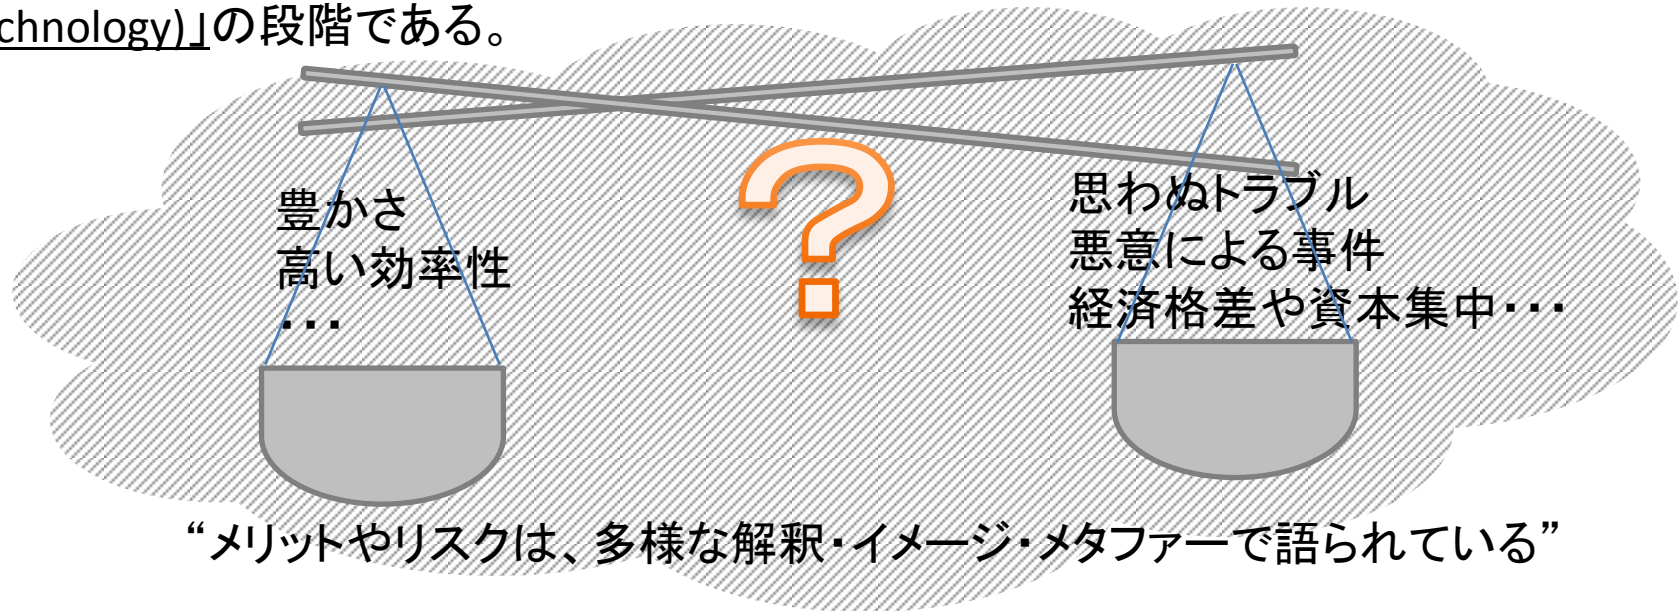 chnology)」の段階である。
豊かさ
高い効率性
・・・
思わぬトラブル
悪意による事件
経済格差や資本集中・・・
“メリットやリスクは、多様な解釈・イメージ・メタファーで語られている”